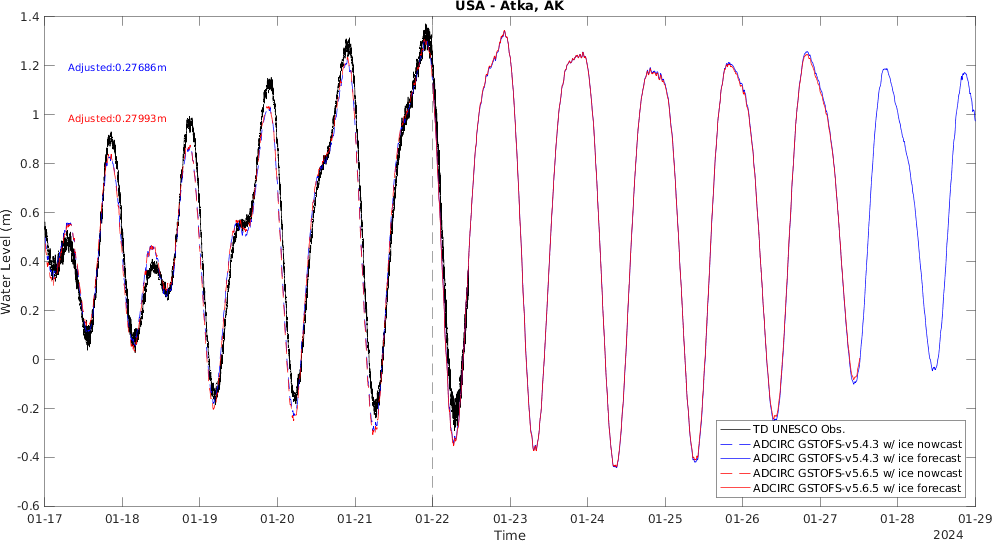 USA - Atka, AK
1.4
1.2
1
0.8
0.6
0.4
0.2
0
-0.2
-0.4
-0.6
Water Level (m)
Adjusted:0.27686m
Adjusted:0.27993m
TD UNESCO Obs.
ADCIRC GSTOFS-v5.4.3 w/ ice nowcast
ADCIRC GSTOFS-v5.4.3 w/ ice forecast
ADCIRC GSTOFS-v5.6.5 w/ ice nowcast
ADCIRC GSTOFS-v5.6.5 w/ ice forecast
01-17 01-18 01-19 01-20 01-21 01-22 01-23 01-24 01-25 01-26 01-27 01-28 01-29
Time
2024